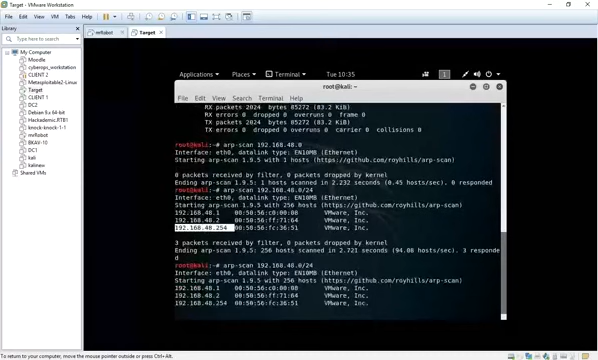 Target - VMware Workstation
File Edit View VM Tabs Help
Library
Type here to search
My Computer
Moodle
cyberops_workstation
CLIENT 2
Metasploitable2-Linux
Target
CLIENT 1
DC2
Debian 9.x 64-bit
Hackademic.RTB1
knock-knock-1-1
mrRobot
BKAV-10
DC1
kali
kalinew
Shared VMs
mrRobot
Target
Applications Places Terminal Tue 10:35 1
root@kali: ~
File Edit View Search Terminal Help
RX packets 2024 bytes 85272 (83.2 KiB)
RX errors 0 dropped 0 overruns 0 frame 0
TX packets 2024 bytes 85272 (83.2 KiB)
TX errors 0 dropped 0 overruns 0 carrier 0 collisions 0
root@kali:~# arp-scan 192.168.48.0
Interface: eth0, datalink type: EN10MB (Ethernet)
Starting arp-scan 1.9.5 with 1 hosts (https://github.com/royhills/arp-scan)
0 packets received by filter, 0 packets dropped by kernel
Ending arp-scan 1.9.5: 1 hosts scanned in 2.232 seconds (0.45 hosts/sec). 0 responded
root@kali:~# arp-scan 192.168.48.0/24
Interface: eth0, datalink type: EN10MB (Ethernet)
Starting arp-scan 1.9.5 with 256 hosts (https://github.com/royhills/arp-scan)
192.168.48.1 00:50:56:c0:00:08 VMware, Inc.
192.168.48.2 00:50:56:ff:71:64 VMware, Inc.
192.168.48.254 00:50:56:fc:36:51 VMware, Inc.
3 packets received by filter, 0 packets dropped by kernel
Ending arp-scan 1.9.5: 256 hosts scanned in 2.721 seconds (94.08 hosts/sec). 3 responde
d
root@kali:~# arp-scan 192.168.48.0/24
Interface: eth0, datalink type: EN10MB (Ethernet)
Starting arp-scan 1.9.5 with 256 hosts (https://github.com/royhills/arp-scan)
192.168.48.1 00:50:56:c0:00:08 VMware, Inc.
192.168.48.2 00:50:56:ff:71:64 VMware, Inc.
192.168.48.254 00:50:56:fc:36:51 VMware, Inc.
To return to your computer, move the mouse pointer outside or press Ctrl+Alt.